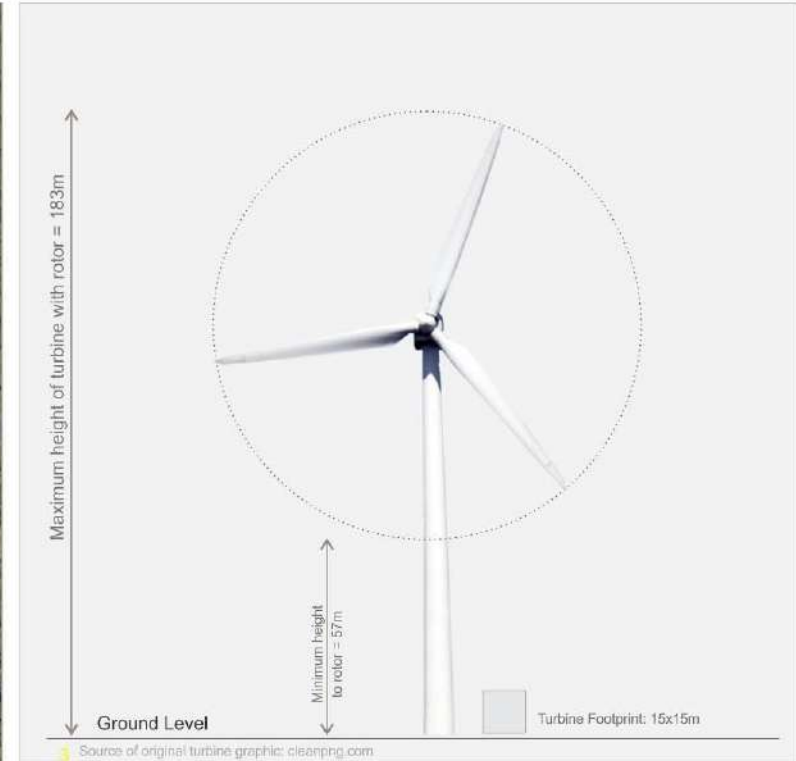 Maximum height of turbine with rotor = 183m
Minimum height
to rotor = 57m
Ground Level
Turbine Footprint: 15x15m
3 Source of original turbine graphic: cleanpng.com